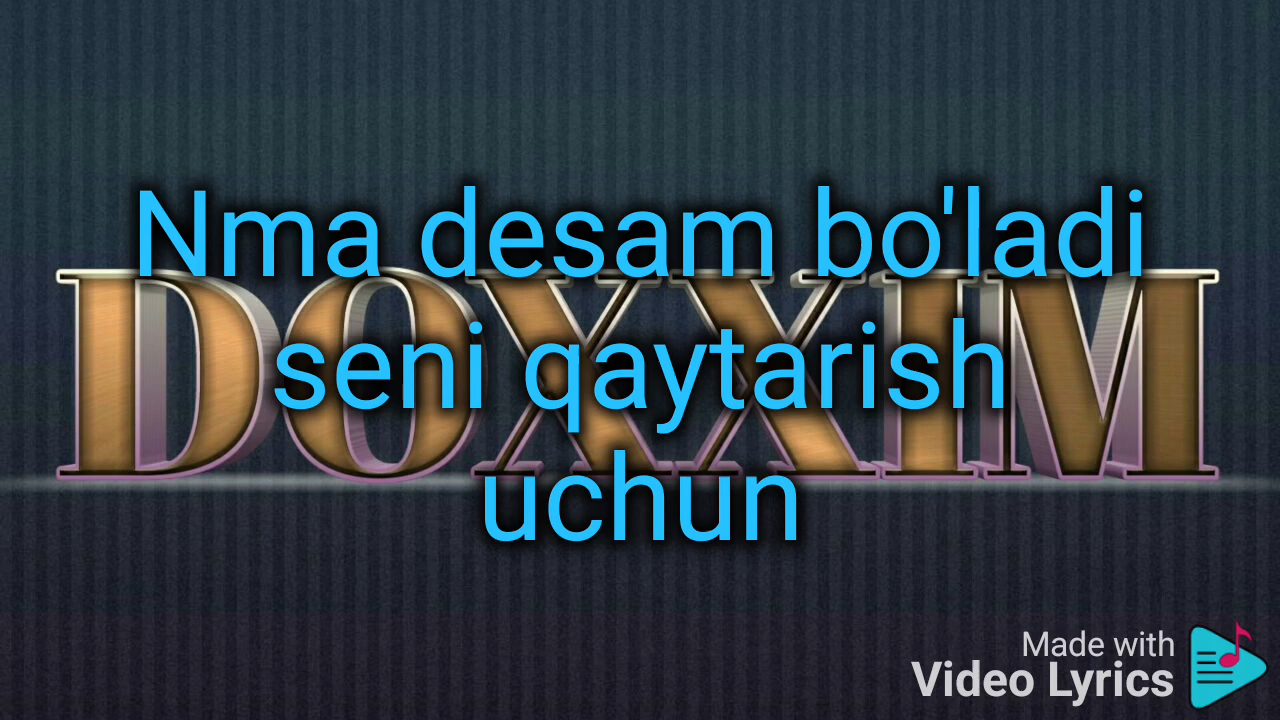 Nma desam bo'ladi
DOXXIM
seni qaytarish
uchun
Made with
Video Lyrics